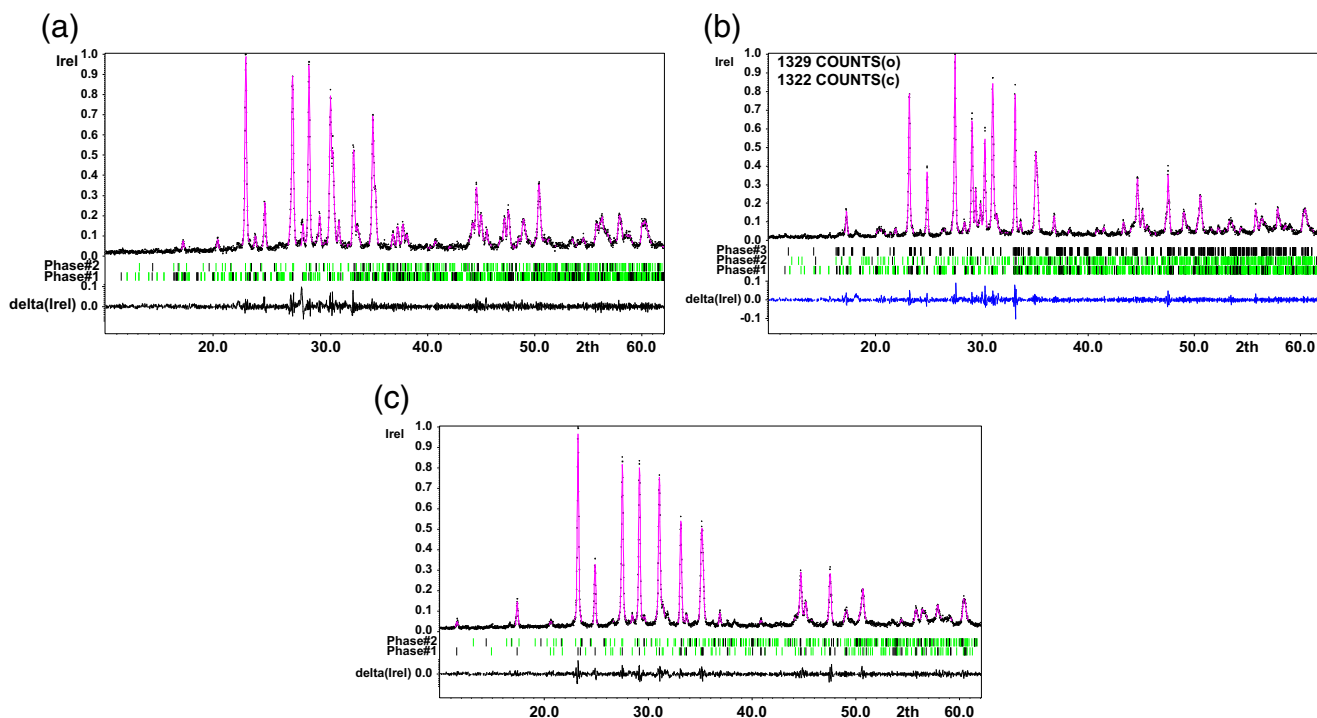 (a)
Irel
1.0
0.9
0.8
0.7
0.6
0.5
0.4
0.3
0.2
0.1
0.0
Phase#2
Phase#1
0.1
delta(Irel) 0.0
20.0 30.0 40.0 50.0 2th 60.0
(b)
Irel
1329 COUNTS(o)
1322 COUNTS(c)
1.0
0.9
0.8
0.7
0.6
0.5
0.4
0.3
0.2
0.1
0.0
Phase#3
Phase#2
Phase#1
0.1
delta(Irel) 0.0
-0.1
20.0 30.0 40.0 50.0 2th 60.0
(c)
Irel
1.0
0.9
0.8
0.7
0.6
0.5
0.4
0.3
0.2
0.1
0.0
Phase#2
Phase#1
delta(Irel) 0.0
20.0 30.0 40.0 50.0 2th 60.0